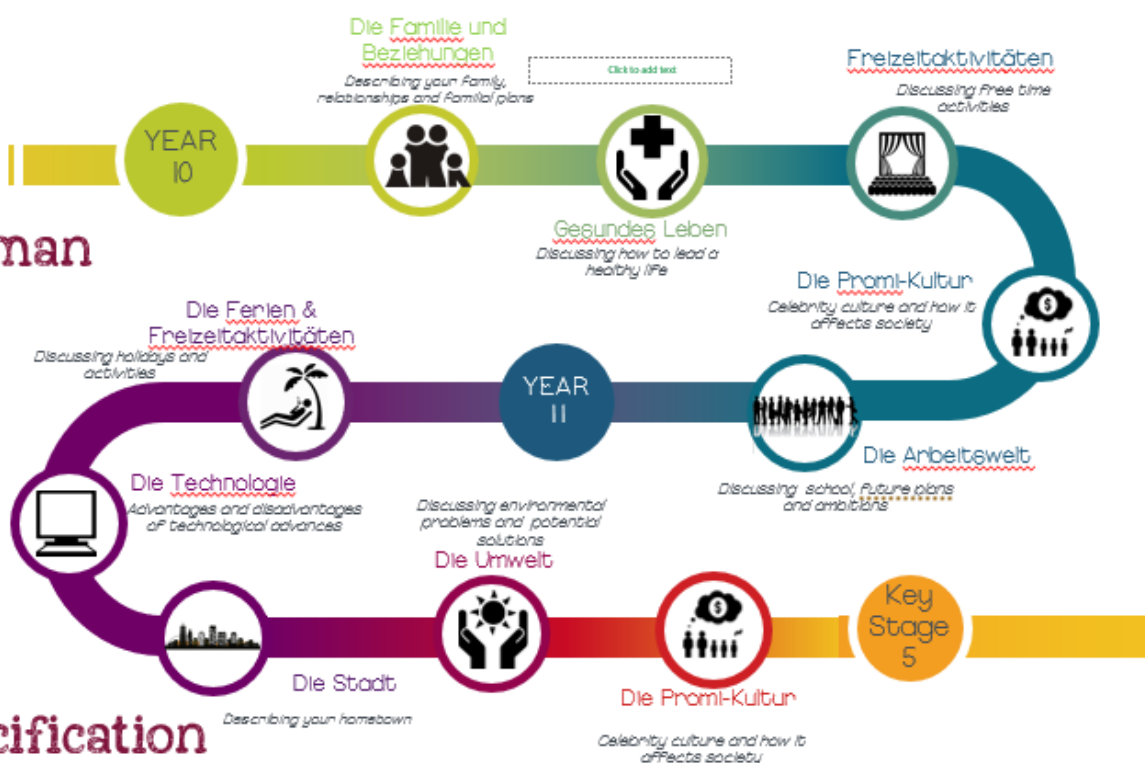 Die Familie und
Beziehungen
Describing your family,
relationships and familial plans
Click to add text
Freizeitaktivitäten
Discussing free time
activities
YEAR
10
Gesundes Leben
Discussing how to lead a
healthy life
man
Die Promi-Kultur
Celebrity culture and how it
affects society
Die Ferien &
Freizeitaktivitäten
Discussing holidays and
activities
YEAR
11
Die Arbeitswelt
Discussing school, future plans
and ambitions
Die Technologie
Advantages and disadvantages
of technological advances
Discussing environmental
problems and potential
solutions
Die Umwelt
Key
Stage
5
Die Stadt
Describing your hometown
Die Promi-Kultur
Celebrity culture and how it
affects society
cification